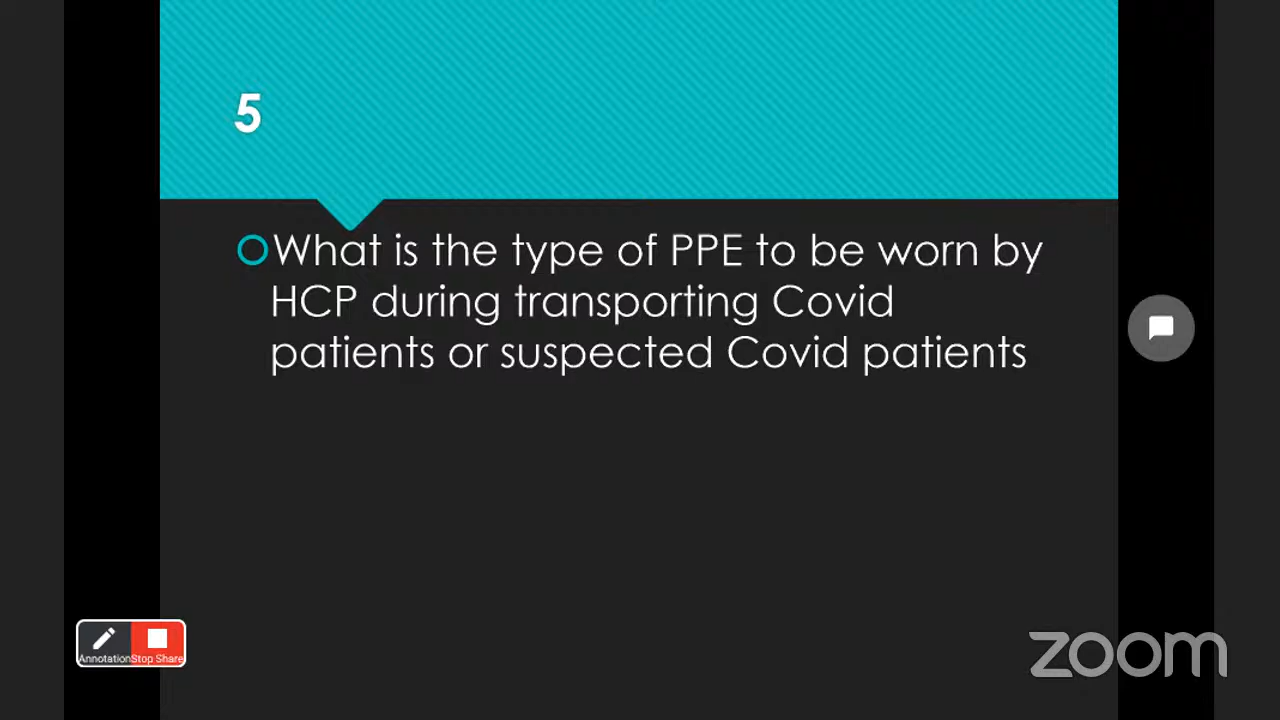 5
What is the type of PPE to be worn by
HCP during transporting Covid
patients or suspected Covid patients
Annotation Stop Share
zoom